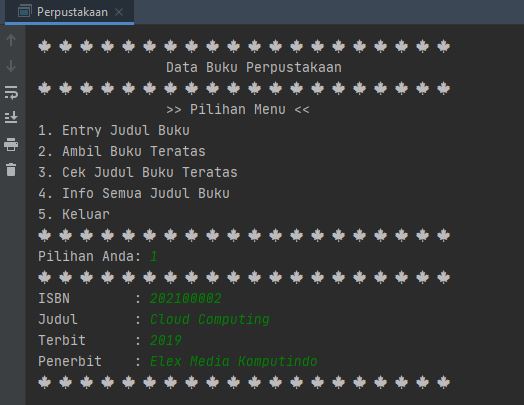 Perpustakaan
🍁 🍁 🍁 🍁 🍁 🍁 🍁 🍁 🍁 🍁 🍁 🍁 🍁 🍁 🍁 🍁 🍁 🍁 🍁 🍁
Data Buku Perpustakaan
🍁 🍁 🍁 🍁 🍁 🍁 🍁 🍁 🍁 🍁 🍁 🍁 🍁 🍁 🍁 🍁 🍁 🍁 🍁 🍁
>> Pilihan Menu <<
1. Entry Judul Buku
2. Ambil Buku Teratas
3. Cek Judul Buku Teratas
4. Info Semua Judul Buku
5. Keluar
🍁 🍁 🍁 🍁 🍁 🍁 🍁 🍁 🍁 🍁 🍁 🍁 🍁 🍁 🍁 🍁 🍁 🍁 🍁 🍁
Pilihan Anda: 1
🍁 🍁 🍁 🍁 🍁 🍁 🍁 🍁 🍁 🍁 🍁 🍁 🍁 🍁 🍁 🍁 🍁 🍁 🍁 🍁
ISBN : 202100002
Judul : Cloud Computing
Terbit : 2019
Penerbit : Elex Media Komputindo
🍁 🍁 🍁 🍁 🍁 🍁 🍁 🍁 🍁 🍁 🍁 🍁 🍁 🍁 🍁 🍁 🍁 🍁 🍁 🍁